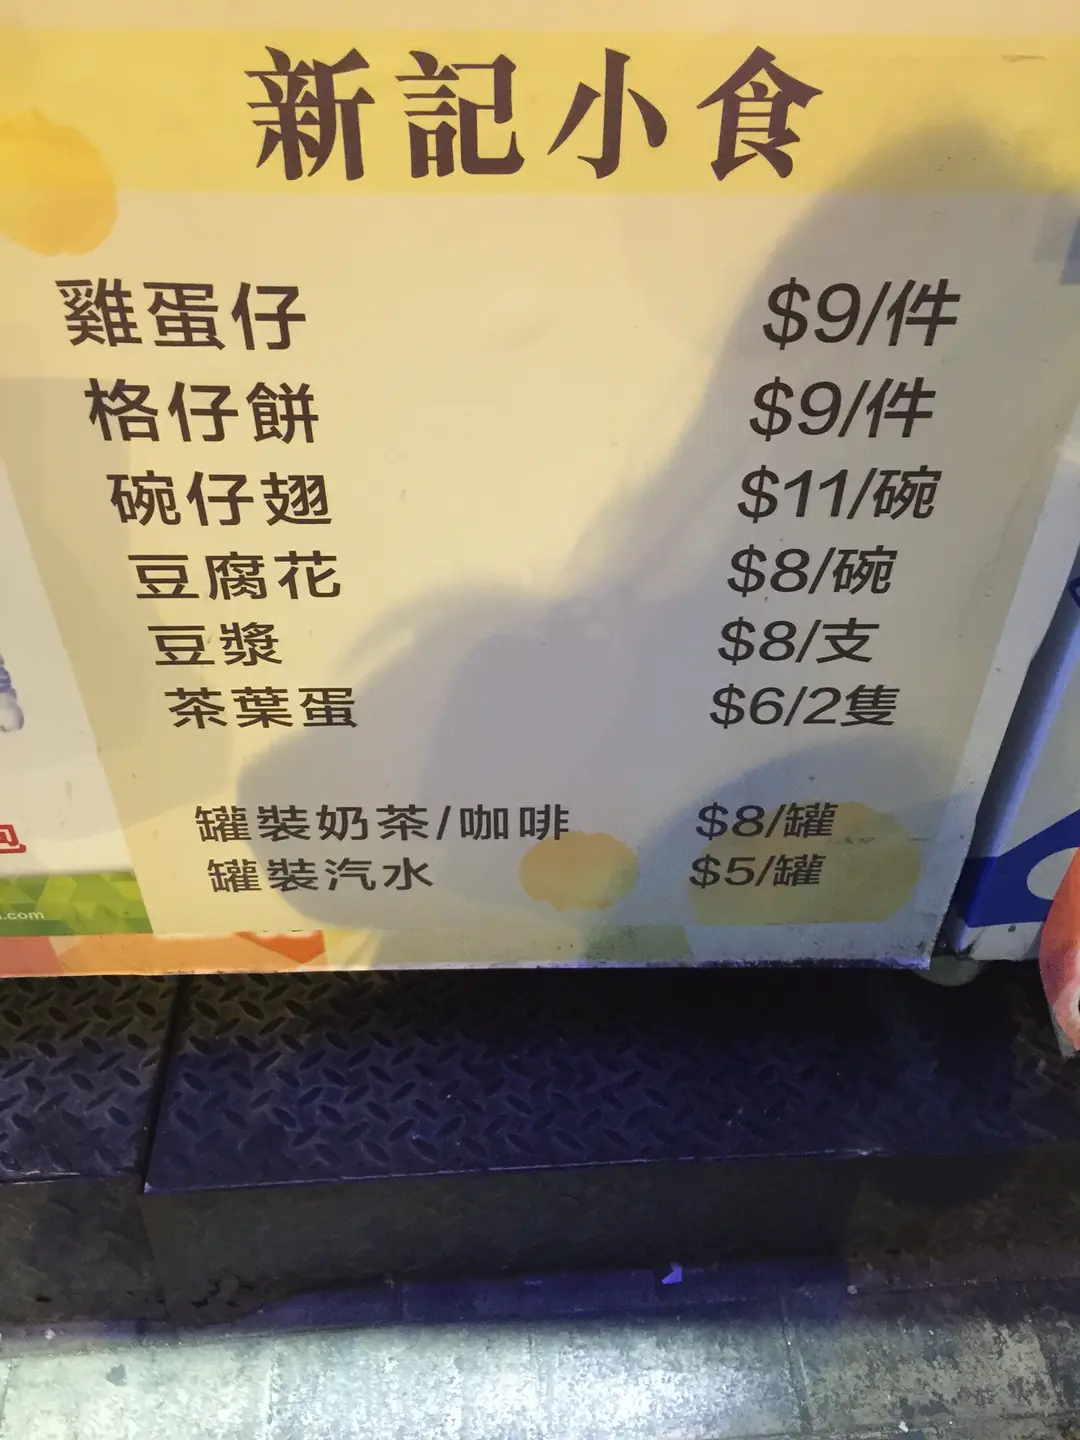 新記小食
雞蛋仔 $9/件
格仔餅 $9/件
碗仔翅 $11/碗
豆腐花 $8/碗
豆漿 $8/支
茶葉蛋 $6/2隻
罐裝奶茶/咖啡 $8/罐
罐裝汽水 $5/罐
.com